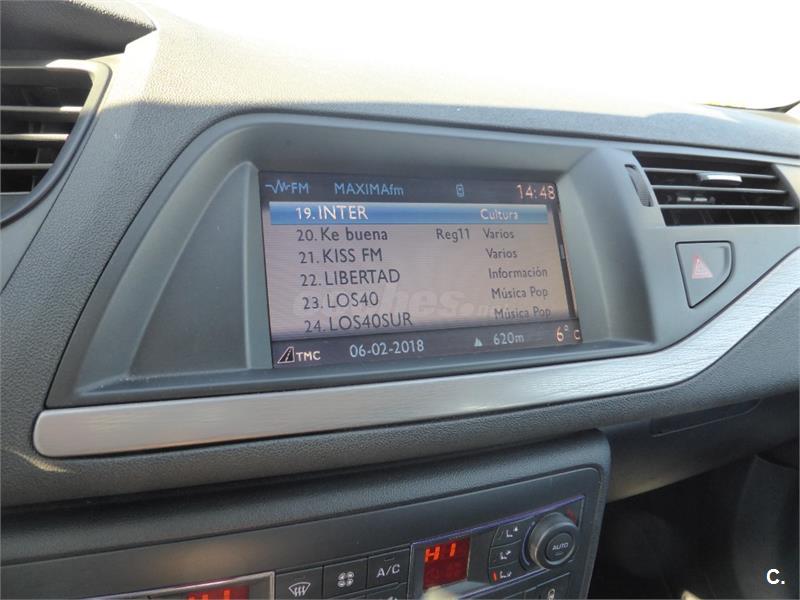 FM MAXIMAfm 14:48
19. INTER Cultura
20. Ke buena Reg11 Varios
21. KISS FM Varios
22. LIBERTAD Información
23. LOS40 Música Pop
24. LOS40SUR Música Pop
TMC 06-02-2018 620m 6° C
A/C HI AUTO
HI
C.